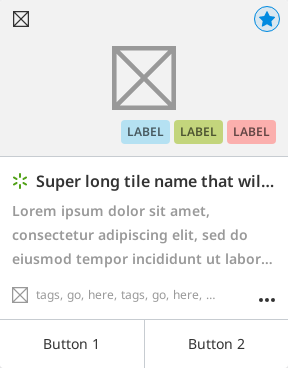 LABEL LABEL LABEL
Super long tile name that wil...
Lorem ipsum dolor sit amet,
consectetur adipiscing elit, sed do
eiusmod tempor incididunt ut labor...
tags, go, here, tags, go, here, ...
Button 1 Button 2